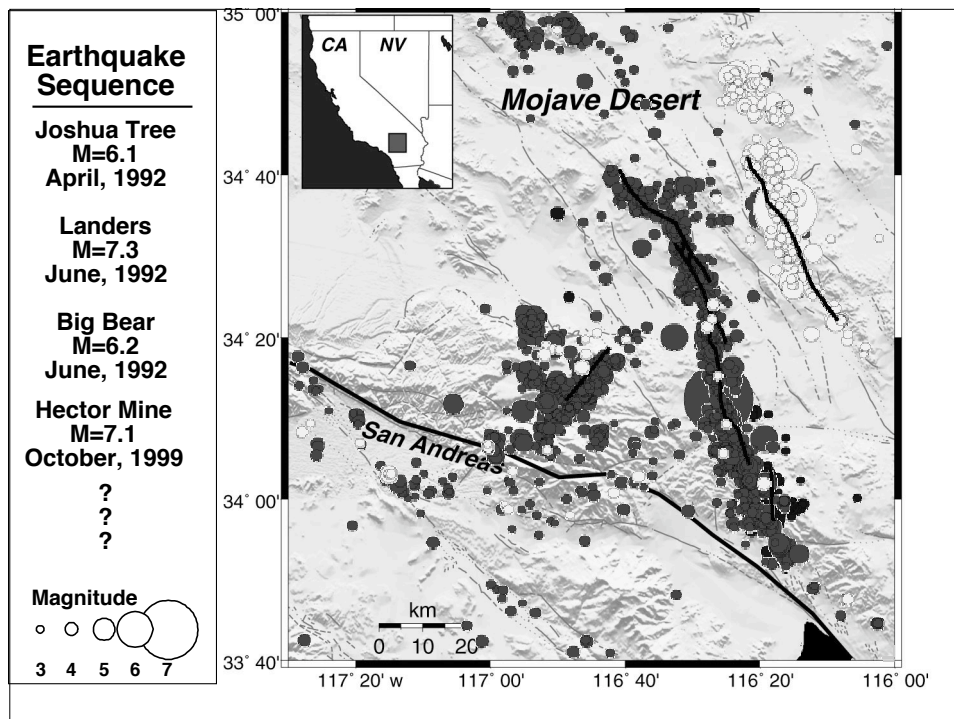 Earthquake
Sequence
Joshua Tree
M=6.1
April, 1992
Landers
M=7.3
June, 1992
Big Bear
M=6.2
June, 1992
Hector Mine
M=7.1
October, 1999
?
?
?
Magnitude
3 4 5 6 7
CA NV
Mojave Desert
San Andreas
km
0 10 20
35° 00'
34° 40'
34° 20'
34° 00'
33° 40'
117° 20' w 117° 00' 116° 40' 116° 20' 116° 00'